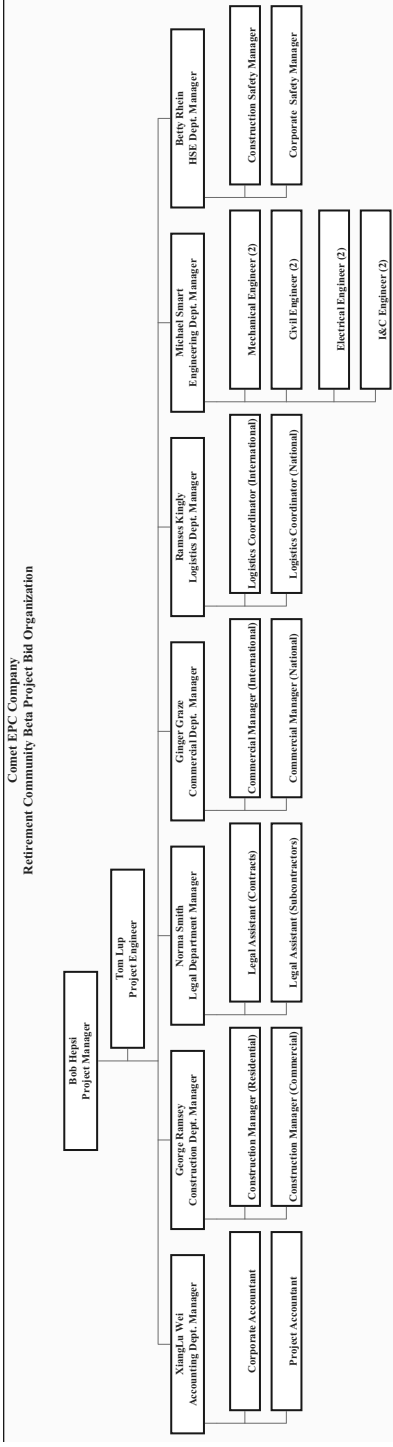 Comet EPC Company
Retirement Community Beta Project Bid Organization
Bob Hepsi
Project Manager
Tom Lup
Project Engineer
XiangLu Wei
Accounting Dept. Manager
Corporate Accountant
Project Accountant
George Ramsey
Construction Dept. Manager
Construction Manager (Residential)
Construction Manager (Commercial)
Norma Smith
Legal Department Manager
Legal Assistant (Contracts)
Legal Assistant (Subcontractors)
Ginger Graze
Commercial Dept. Manager
Commercial Manager (International)
Commercial Manager (National)
Ramses Kingly
Logistics Dept. Manager
Logistics Coordinator (International)
Logistics Coordinator (National)
Michael Smart
Engineering Dept. Manager
Mechanical Engineer (2)
Civil Engineer (2)
Electrical Engineer (2)
I&C Engineer (2)
Betty Rhein
HSE Dept. Manager
Construction Safety Manager
Corporate Safety Manager